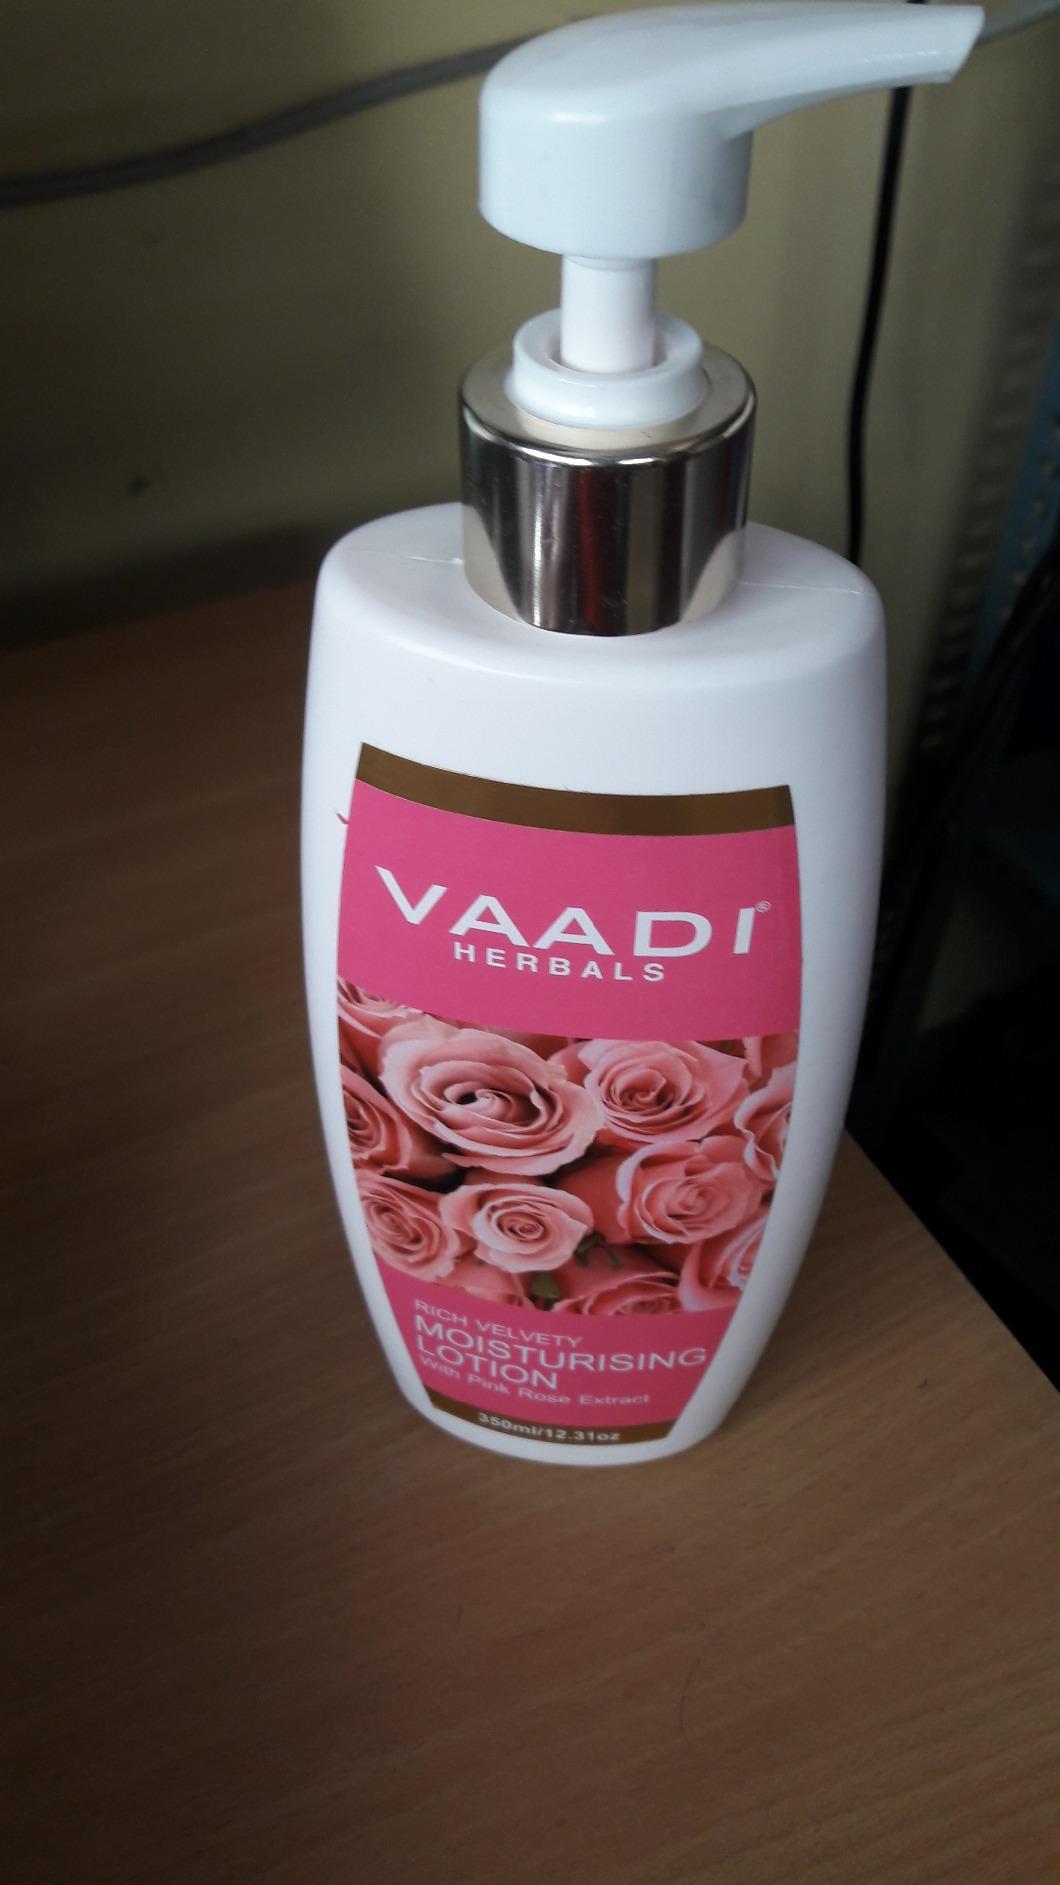 VAADI®
HERBALS
RICH VELVETY
MOISTURISING
LOTION
With Pink Rose Extract
350ml/12.31oz